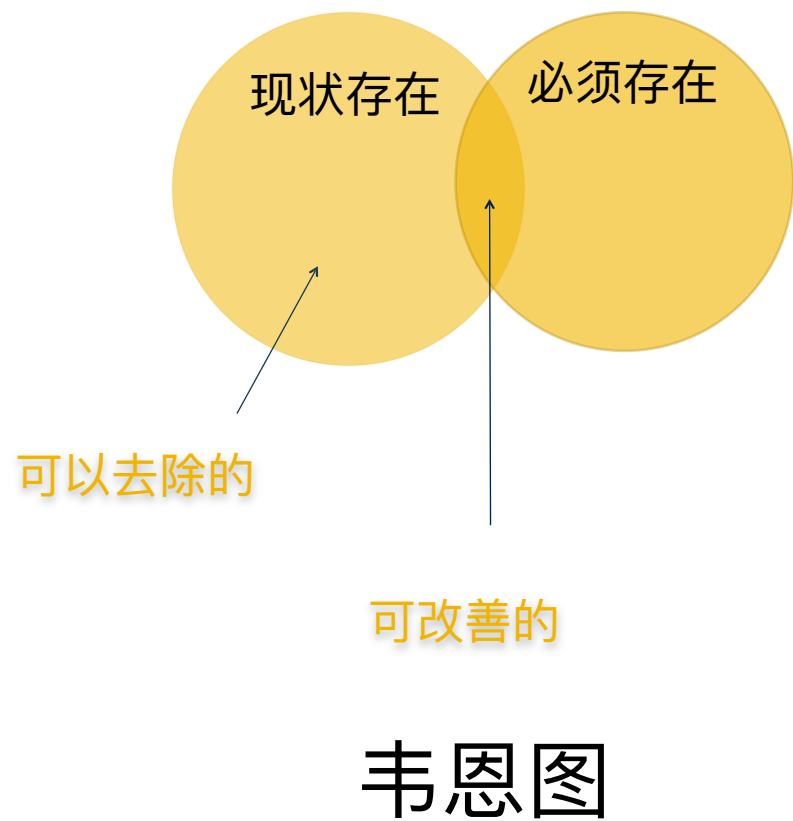 现状存在
必须存在
可以去除的
可改善的
韦恩图